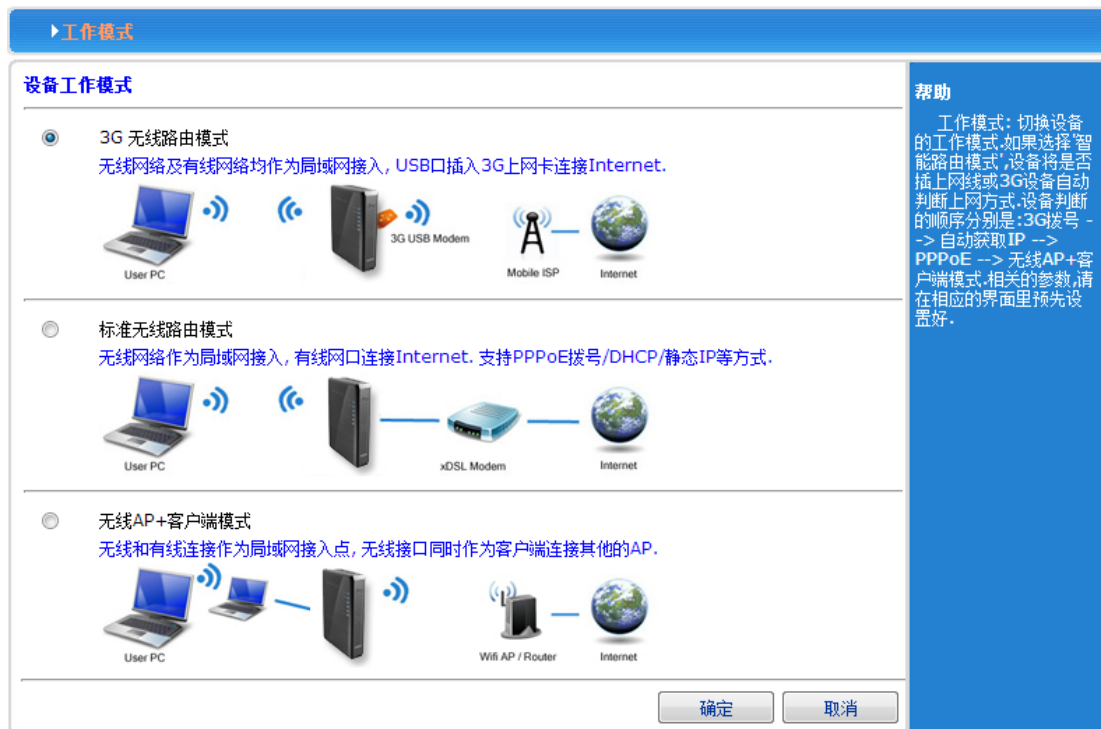 工作模式
设备工作模式
3G 无线路由模式
无线网络及有线网络均作为局域网接入, USB口插入3G上网卡连接Internet.
3G USB Modem
User PC
Mobile ISP
Internet
标准无线路由模式
无线网络作为局域网接入, 有线网口连接Internet. 支持PPPoE拨号/DHCP/静态IP等方式.
User PC
xDSL Modem
Internet
无线AP+客户端模式
无线和有线连接作为局域网接入点, 无线接口同时作为客户端连接其他的AP.
User PC
Wifi AP / Router
Internet
确定
取消
帮助
工作模式: 切换设备
的工作模式.如果选择'智
能路由模式',设备将是否
插上网线或3G设备自动
判断上网方式.设备判断
的顺序分别是:3G拨号 -
-> 自动获取IP -->
PPPoE --> 无线AP+客
户端模式.相关的参数,请
在相应的界面里预先设
置好.